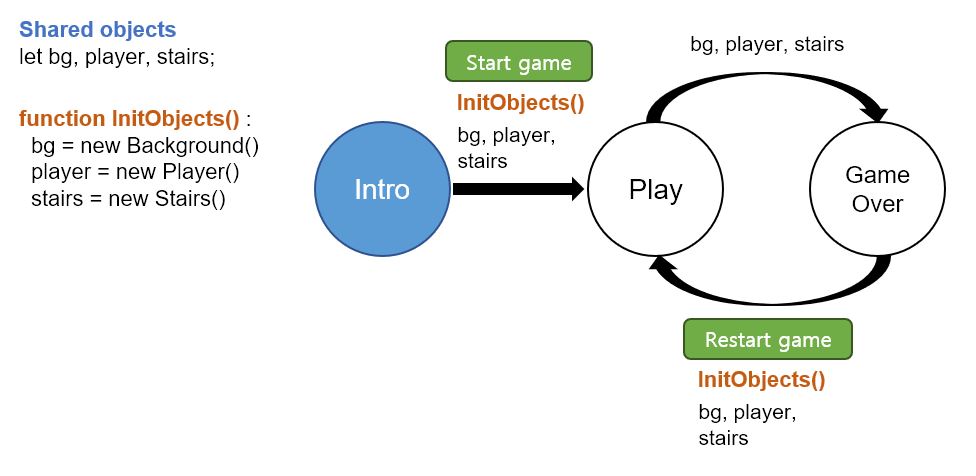 Shared objects
let bg, player, stairs;
function InitObjects() :
bg = new Background()
player = new Player()
stairs = new Stairs()
Intro
Start game
InitObjects()
bg, player,
stairs
Play
bg, player, stairs
Game
Over
Restart game
InitObjects()
bg, player,
stairs